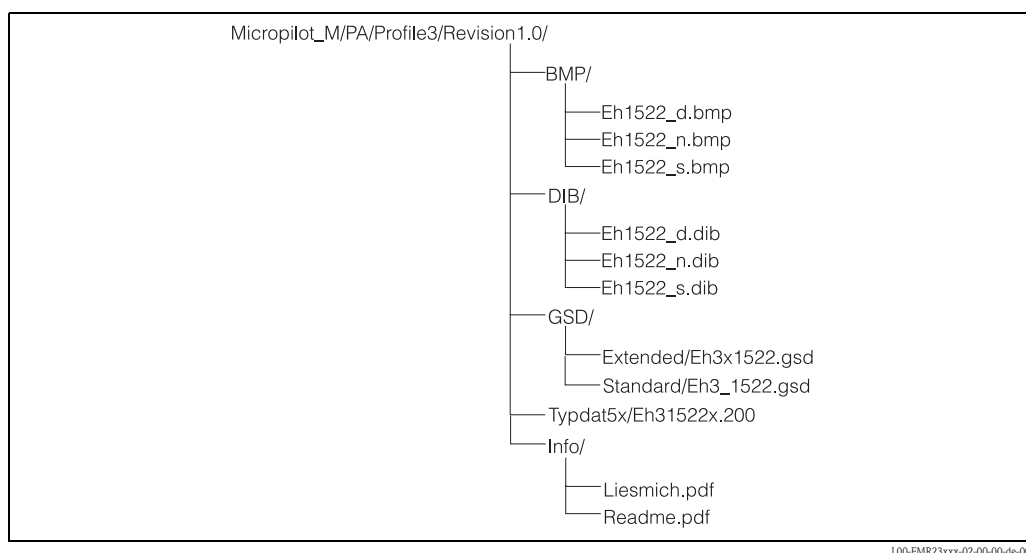 Micropilot_M/PA/Profile3/Revision1.0/
BMP/
Eh1522_d.bmp
Eh1522_n.bmp
Eh1522_s.bmp
DIB/
Eh1522_d.dib
Eh1522_n.dib
Eh1522_s.dib
GSD/
Extended/Eh3x1522.gsd
Standard/Eh3_1522.gsd
Typdat5x/Eh31522x.200
Info/
Liesmich.pdf
Readme.pdf